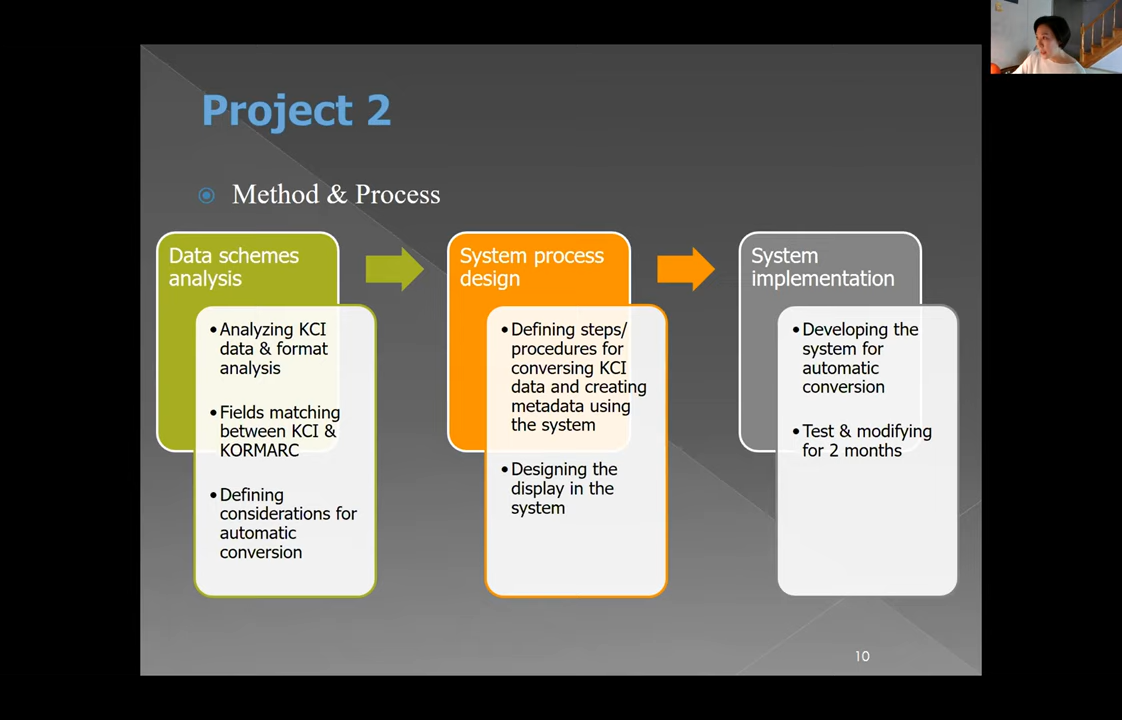 Project 2
Method & Process
Data schemes
analysis
•Analyzing KCI
data & format
analysis
•Fields matching
between KCI &
KORMARC
•Defining
considerations for
automatic
conversion
System process
design
•Defining steps/
procedures for
conversing KCI
data and creating
metadata using
the system
•Designing the
display in the
system
System
implementation
•Developing the
system for
automatic
conversion
•Test & modifying
for 2 months
10